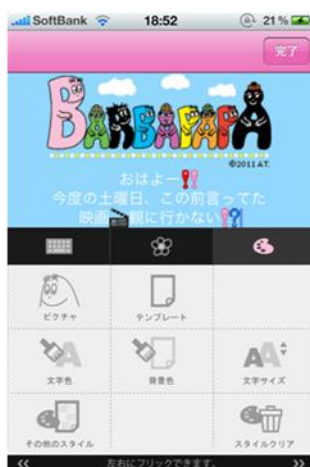 SoftBank 18:52 21%
完了
BARBAPAPA
©2011 A.T.
おはよー‼
今度の土曜日、この前言ってた
映画🎬観に行かない⁉
ピクチャ テンプレート
文字色 背景色 文字サイズ
その他のスタイル スタイルクリア
« 左右にフリックできます。 »